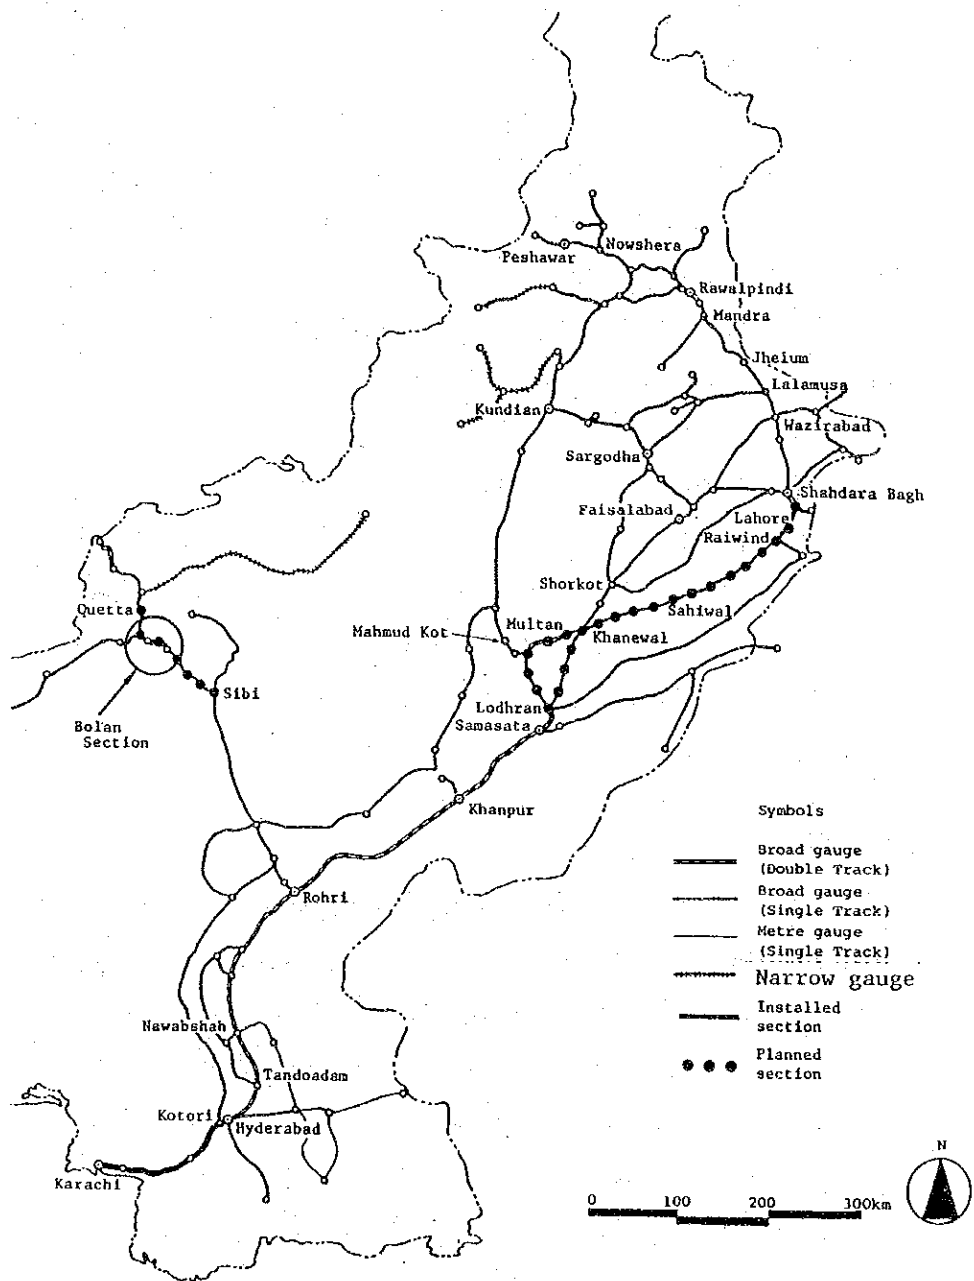 Nowshera
Peshawar
Rawalpindi
Mandra
Jheium
Lalamusa
Kundian
Wazirabad
Sargodha
Shahdara Bagh
Faisalabad
Lahore
Raiwind
Shorkot
Quetta
Sahiwal
Multan
Mahmud Kot
Khanewal
Sibi
Lodhran
Bolan
Section
Samasata
Khanpur
Symbols
Broad gauge
(Double Track)
Broad gauge
(Single Track)
Rohri
Metre gauge
(Single Track)
Narrow gauge
Installed
section
Nawabshah
Planned
section
Tandoadam
Kotori
Hyderabad
Karachi
N
0 100 200 300km